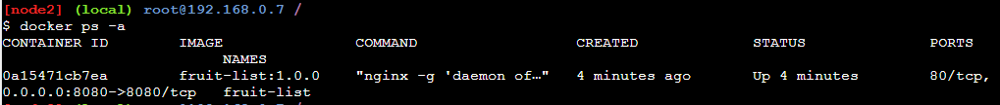 [node2] (local) root@192.168.0.7 /
$ docker ps -a
CONTAINER ID        IMAGE               COMMAND                  CREATED             STATUS              PORTS
                    NAMES
0a15471cb7ea        fruit-list:1.0.0    "nginx -g 'daemon of…"   4 minutes ago       Up 4 minutes        80/tcp,
0.0.0.0:8080->8080/tcp   fruit-list